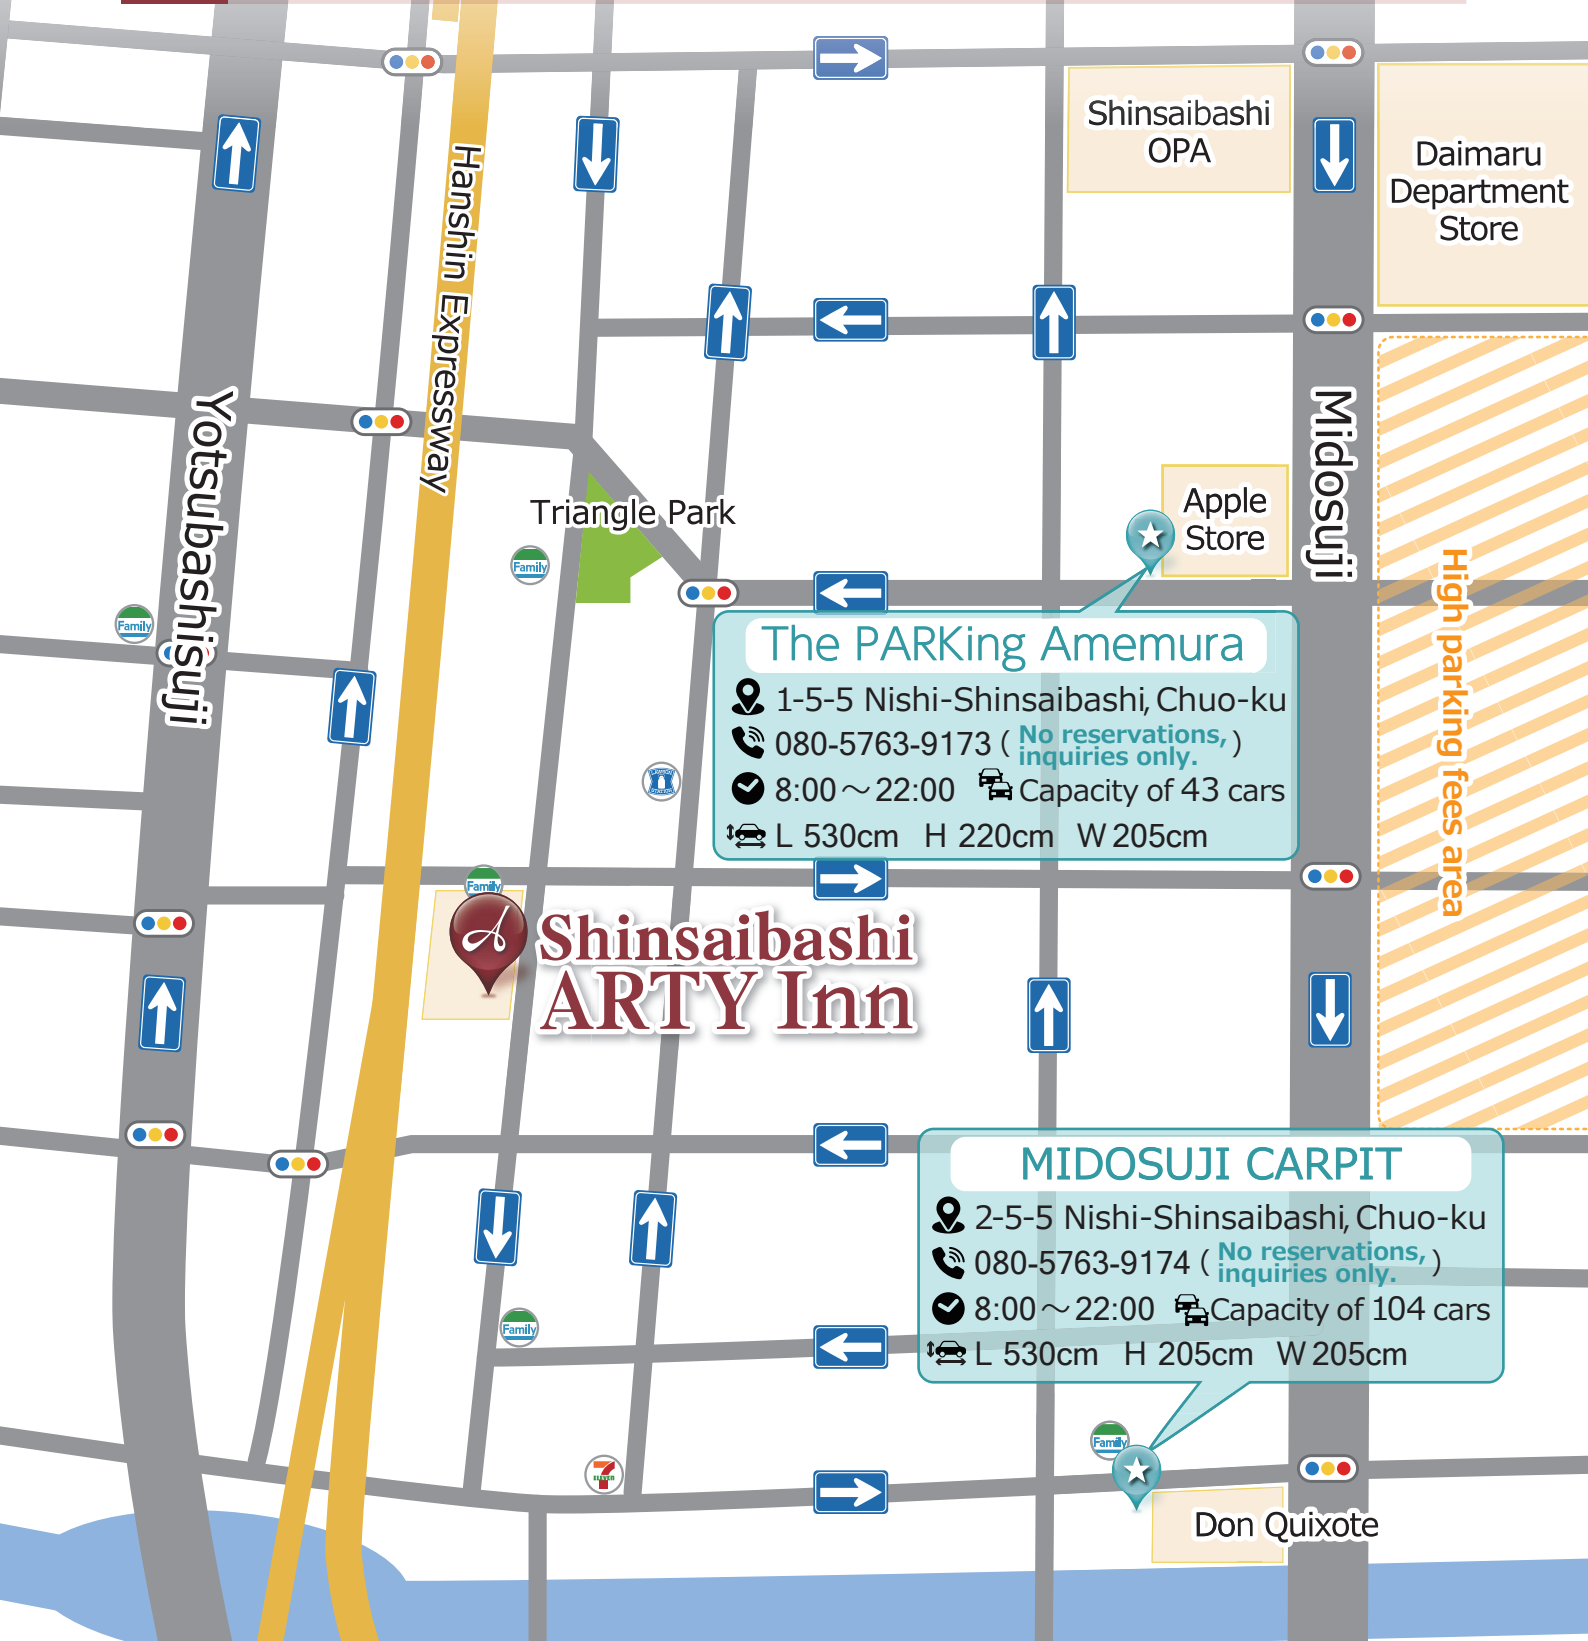 Shinsaibashi
OPA
Daimaru
Department
Store
Hanshin Expressway
Yotsubashisuji
Midosuji
Triangle Park
Apple
Store
Family
Family
High parking fees area
The PARKing Amemura
1-5-5 Nishi-Shinsaibashi, Chuo-ku
080-5763-9173 ( No reservations, inquiries only. )
8:00～22:00 Capacity of 43 cars
L 530cm H 220cm W 205cm
LAWSON
STATION
Family
A
Shinsaibashi
ARTY Inn
MIDOSUJI CARPIT
2-5-5 Nishi-Shinsaibashi, Chuo-ku
080-5763-9174 ( No reservations, inquiries only. )
8:00～22:00 Capacity of 104 cars
L 530cm H 205cm W 205cm
Family
Family
7
ELEVEN
Don Quixote